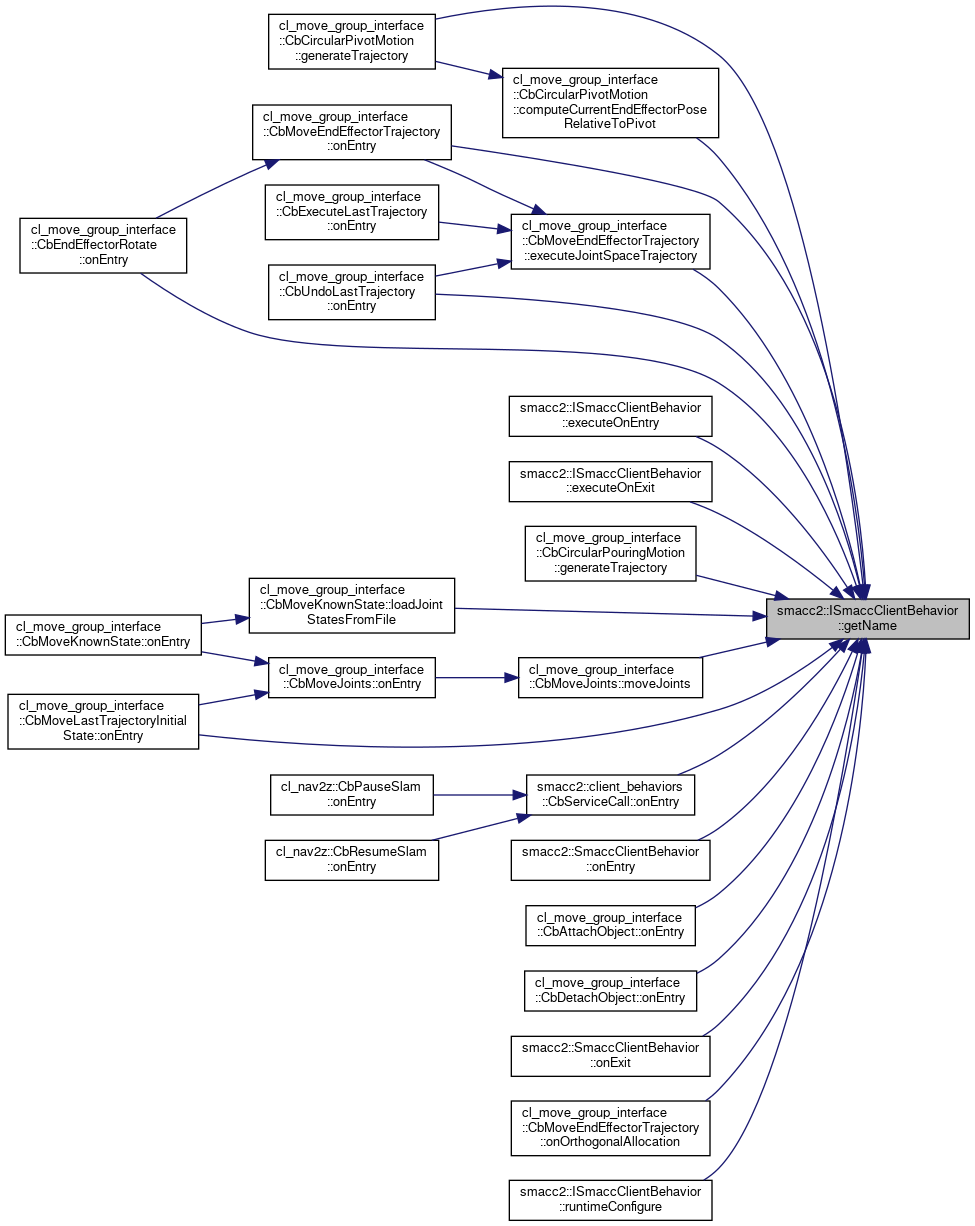 cl_move_group_interface
::CbCircularPivotMotion
::generateTrajectory
cl_move_group_interface
::CbCircularPivotMotion
::computeCurrentEndEffectorPose
RelativeToPivot
cl_move_group_interface
::CbMoveEndEffectorTrajectory
::onEntry
cl_move_group_interface
::CbExecuteLastTrajectory
::onEntry
cl_move_group_interface
::CbEndEffectorRotate
::onEntry
cl_move_group_interface
::CbMoveEndEffectorTrajectory
::executeJointSpaceTrajectory
cl_move_group_interface
::CbUndoLastTrajectory
::onEntry
smacc2::ISmaccClientBehavior
::executeOnEntry
smacc2::ISmaccClientBehavior
::executeOnExit
cl_move_group_interface
::CbCircularPouringMotion
::generateTrajectory
cl_move_group_interface
::CbMoveKnownState::loadJoint
StatesFromFile
smacc2::ISmaccClientBehavior
::getName
cl_move_group_interface
::CbMoveKnownState::onEntry
cl_move_group_interface
::CbMoveJoints::onEntry
cl_move_group_interface
::CbMoveJoints::moveJoints
cl_move_group_interface
::CbMoveLastTrajectoryInitial
State::onEntry
cl_nav2z::CbPauseSlam
::onEntry
smacc2::client_behaviors
::CbServiceCall::onEntry
cl_nav2z::CbResumeSlam
::onEntry
smacc2::SmaccClientBehavior
::onEntry
cl_move_group_interface
::CbAttachObject::onEntry
cl_move_group_interface
::CbDetachObject::onEntry
smacc2::SmaccClientBehavior
::onExit
cl_move_group_interface
::CbMoveEndEffectorTrajectory
::onOrthogonalAllocation
smacc2::ISmaccClientBehavior
::runtimeConfigure